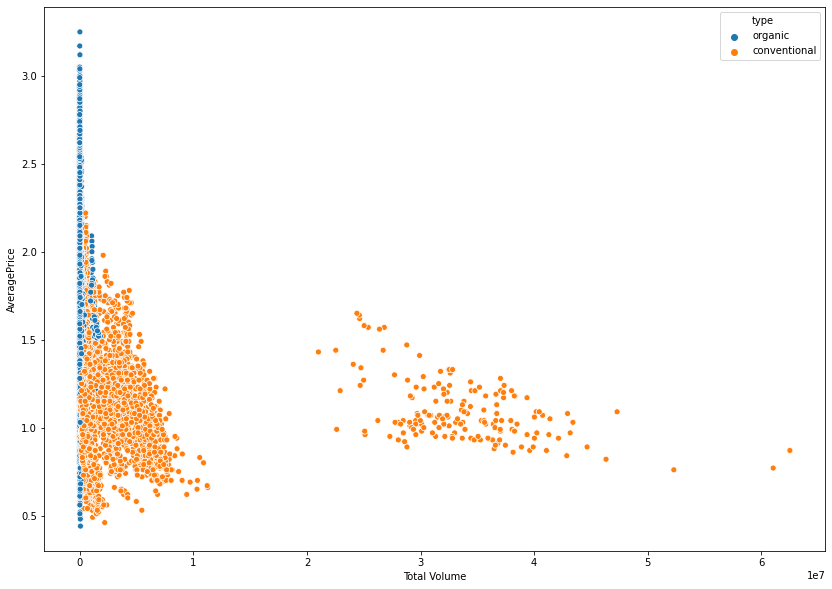 type
organic
conventional
AveragePrice
3.0
2.5
2.0
1.5
1.0
0.5
0 1 2 3 4 5 6
1e7
Total Volume